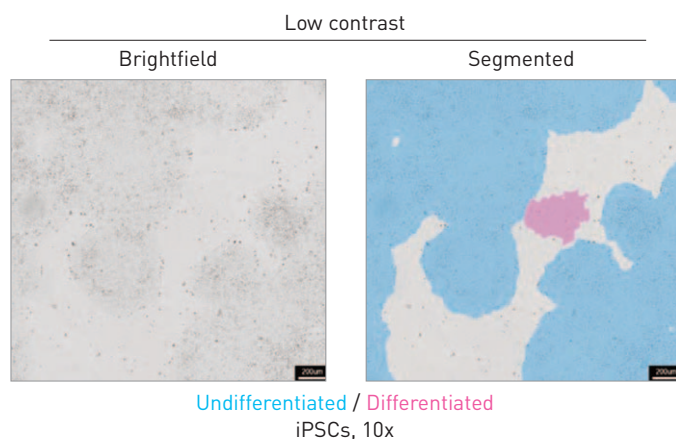 Low contrast
Brightfield
Segmented
200um
200um
Undifferentiated / Differentiated
iPSCs, 10x